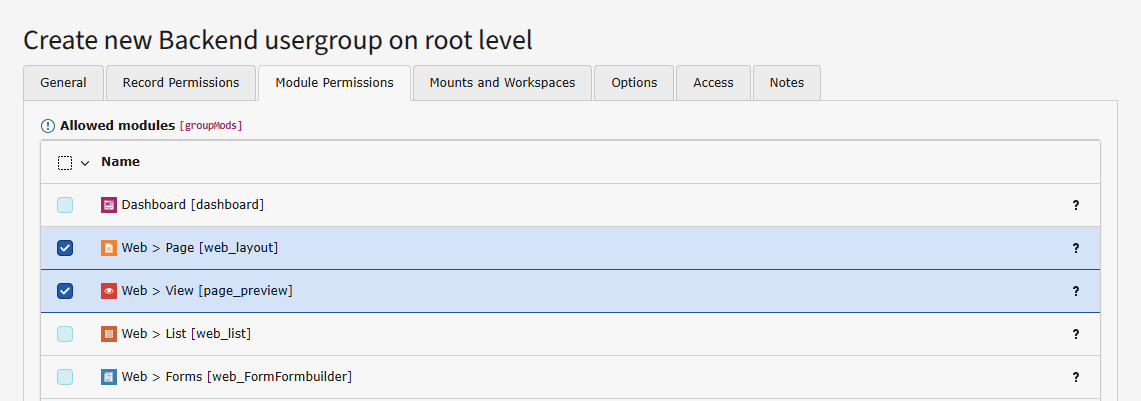 Create new Backend usergroup on root level
General Record Permissions Module Permissions Mounts and Workspaces Options Access Notes
Allowed modules [groupMods]
Name
Dashboard [dashboard] ?
Web > Page [web_layout] ?
Web > View [page_preview] ?
Web > List [web_list] ?
Web > Forms [web_FormFormbuilder] ?